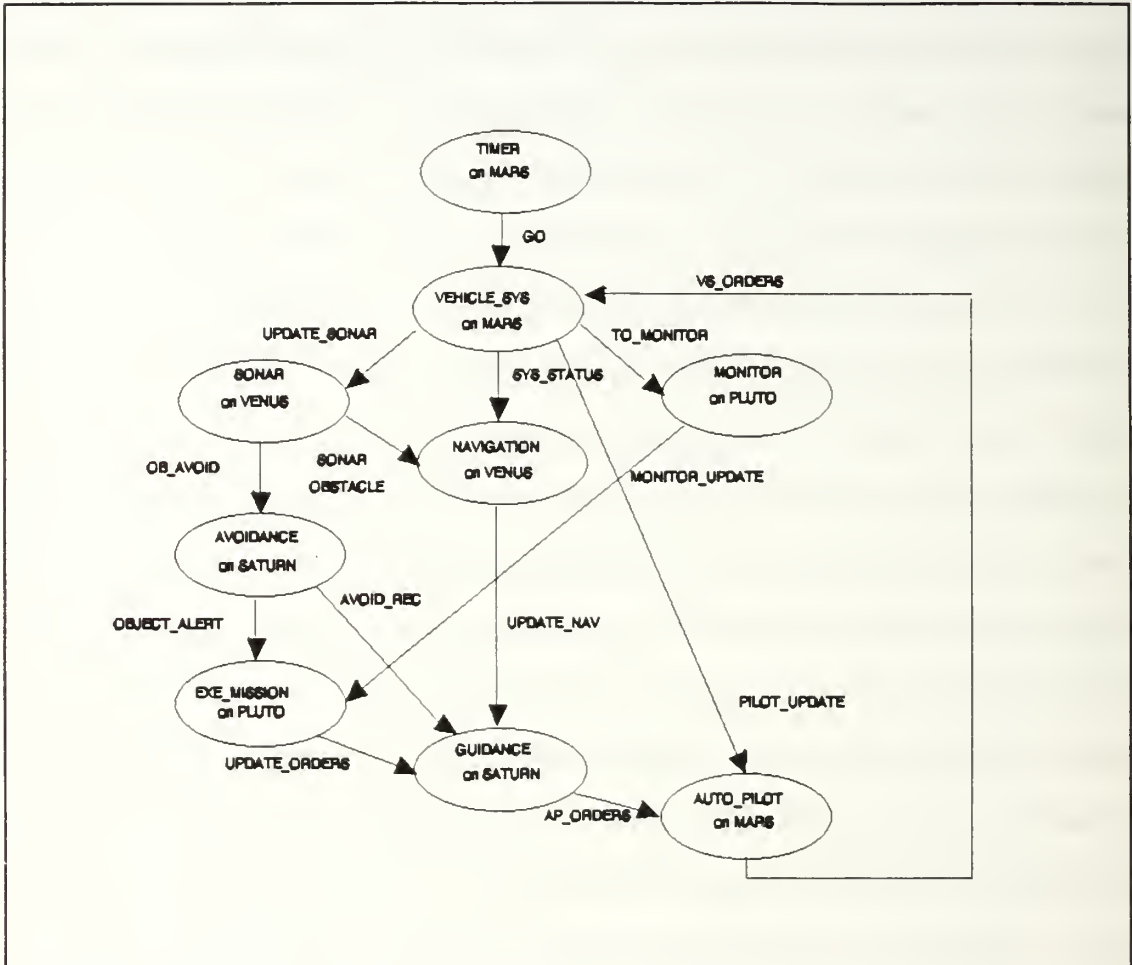 TIMER
on MARS
GO
VS_ORDERS
VEHICLE_SYS
on MARS
UPDATE_SONAR
TO_MONITOR
SONAR
on VENUS
SYS_STATUS
MONITOR
on PLUTO
NAVIGATION
on VENUS
OB_AVOID
SONAR
OBSTACLE
MONITOR_UPDATE
AVOIDANCE
on SATURN
AVOID_REC
OBJECT_ALERT
UPDATE_NAV
EXE_MISSION
on PLUTO
PILOT_UPDATE
UPDATE_ORDERS
GUIDANCE
on SATURN
AP_ORDERS
AUTO_PILOT
on MARS